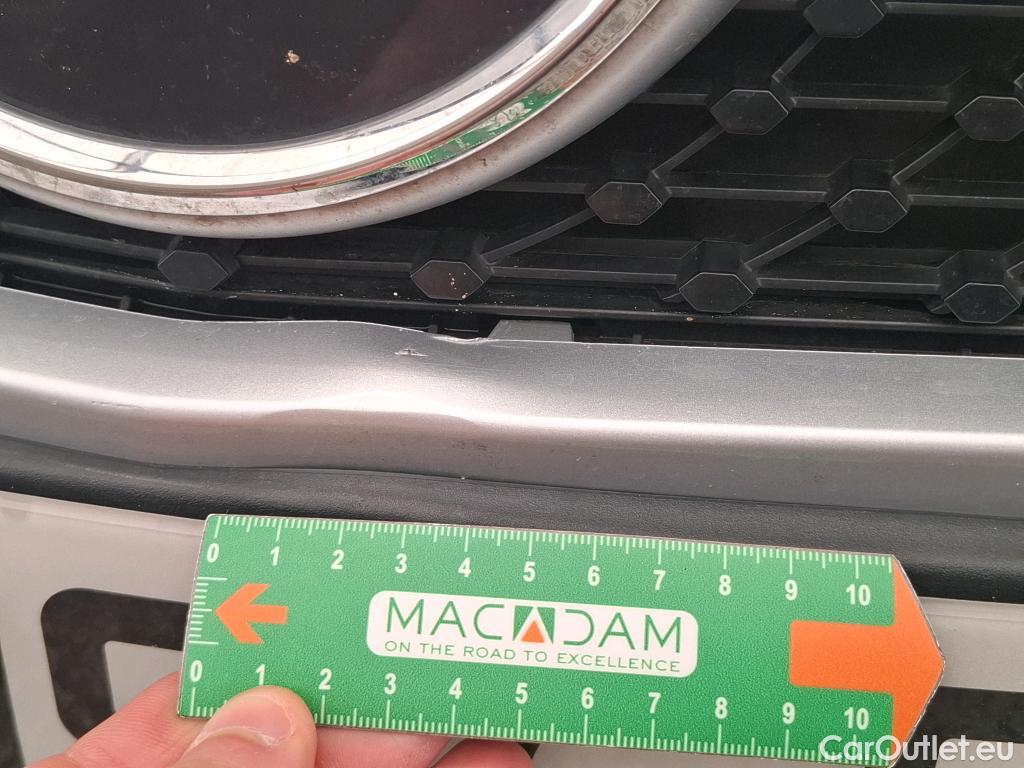 0 1 2 3 4 5 6 7 8 9 10
MACADAM
ON THE ROAD TO EXCELLENCE
0 1 2 3 4 5 6 7 8 9 10
CarOutlet.eu